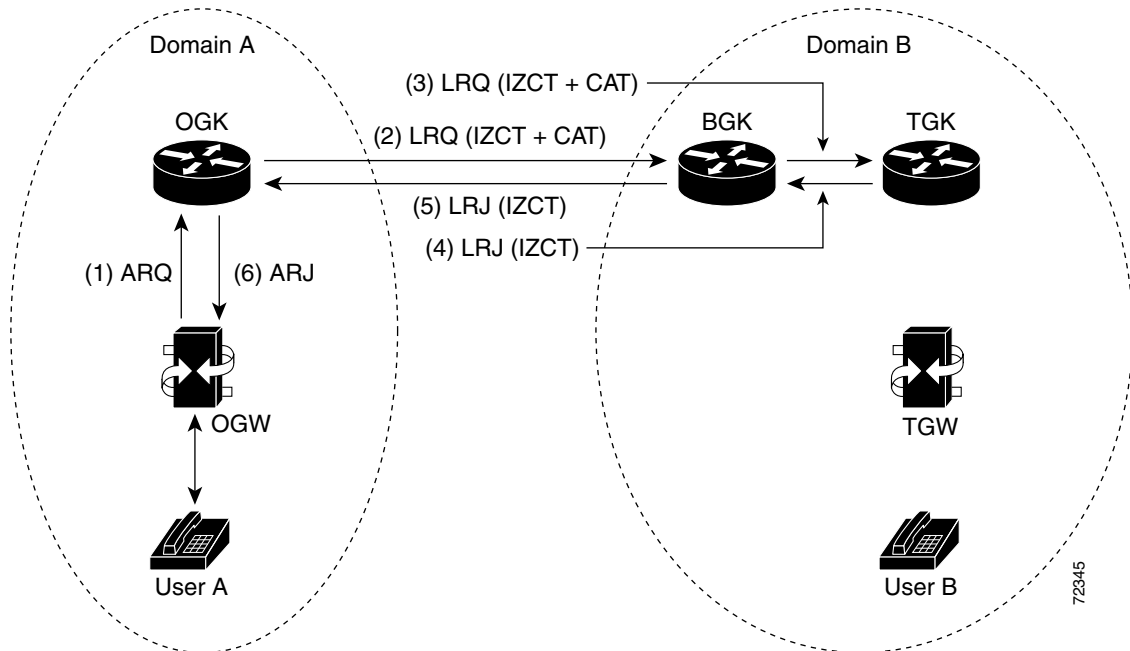 Domain A
Domain B
(3) LRQ (IZCT + CAT)
OGK
BGK
TGK
(2) LRQ (IZCT + CAT)
(5) LRJ (IZCT)
(4) LRJ (IZCT)
(1) ARQ
(6) ARJ
OGW
TGW
User A
User B
72345